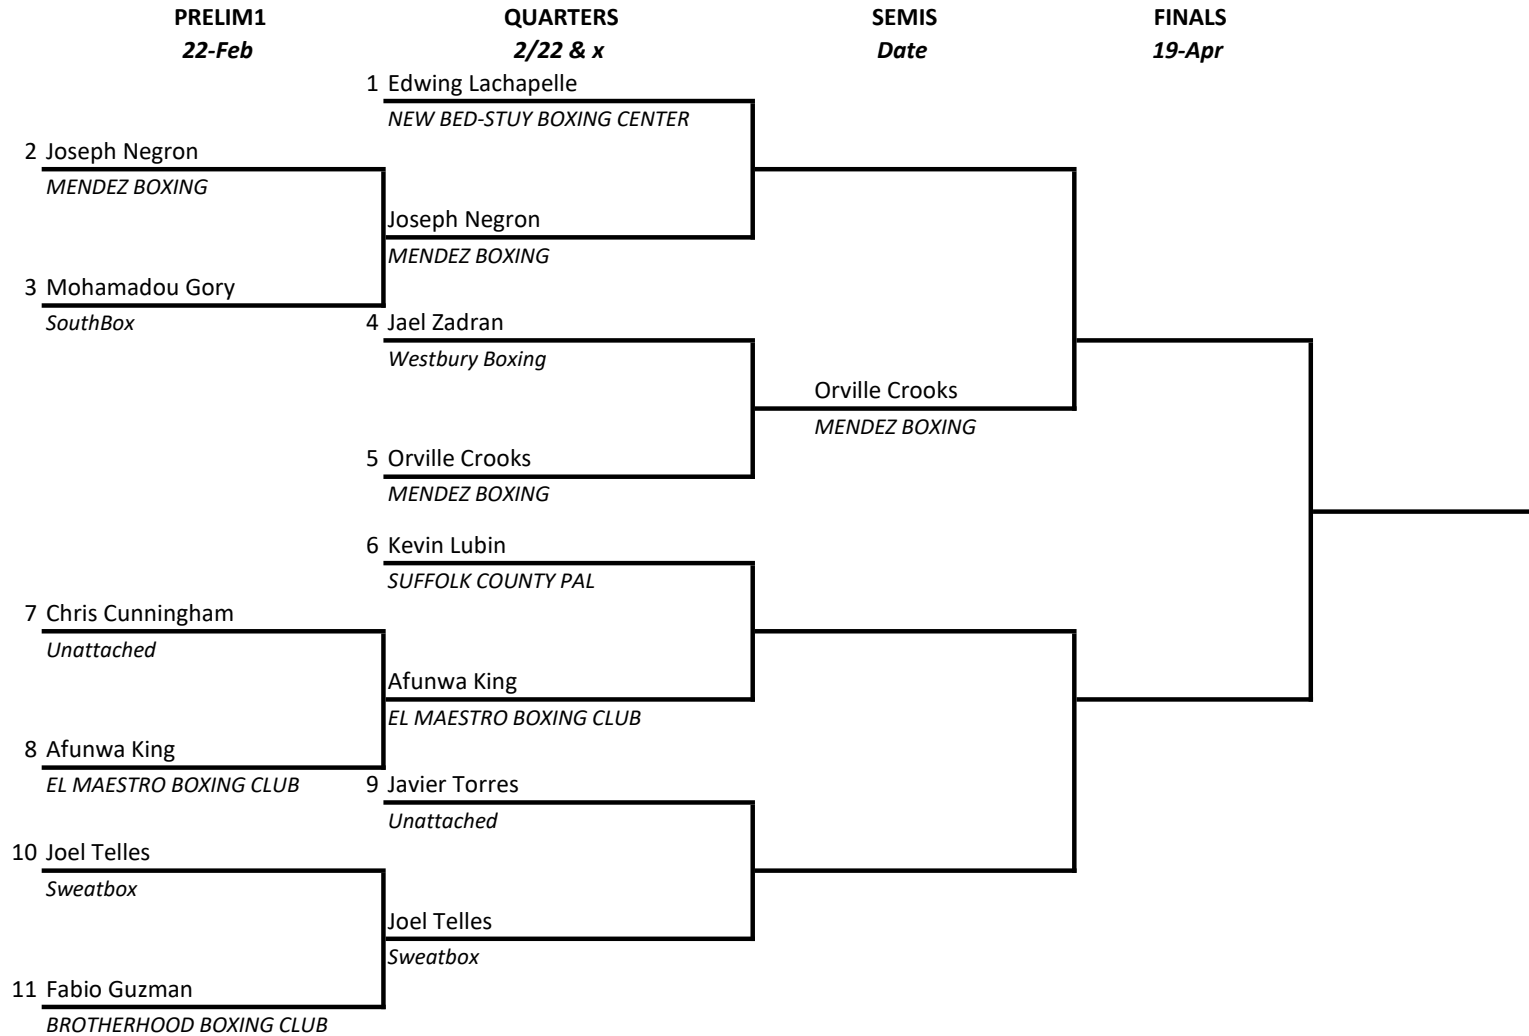 PRELIM1 QUARTERS SEMIS FINALS
22-Feb 2/22 & x Date 19-Apr
1 Edwing Lachapelle
NEW BED-STUY BOXING CENTER
2 Joseph Negron
MENDEZ BOXING
Joseph Negron
MENDEZ BOXING
3 Mohamadou Gory
SouthBox
4 Jael Zadran
Westbury Boxing
Orville Crooks
MENDEZ BOXING
5 Orville Crooks
MENDEZ BOXING
6 Kevin Lubin
SUFFOLK COUNTY PAL
7 Chris Cunningham
Unattached
Afunwa King
EL MAESTRO BOXING CLUB
8 Afunwa King
EL MAESTRO BOXING CLUB
9 Javier Torres
Unattached
10 Joel Telles
Sweatbox
Joel Telles
Sweatbox
11 Fabio Guzman
BROTHERHOOD BOXING CLUB